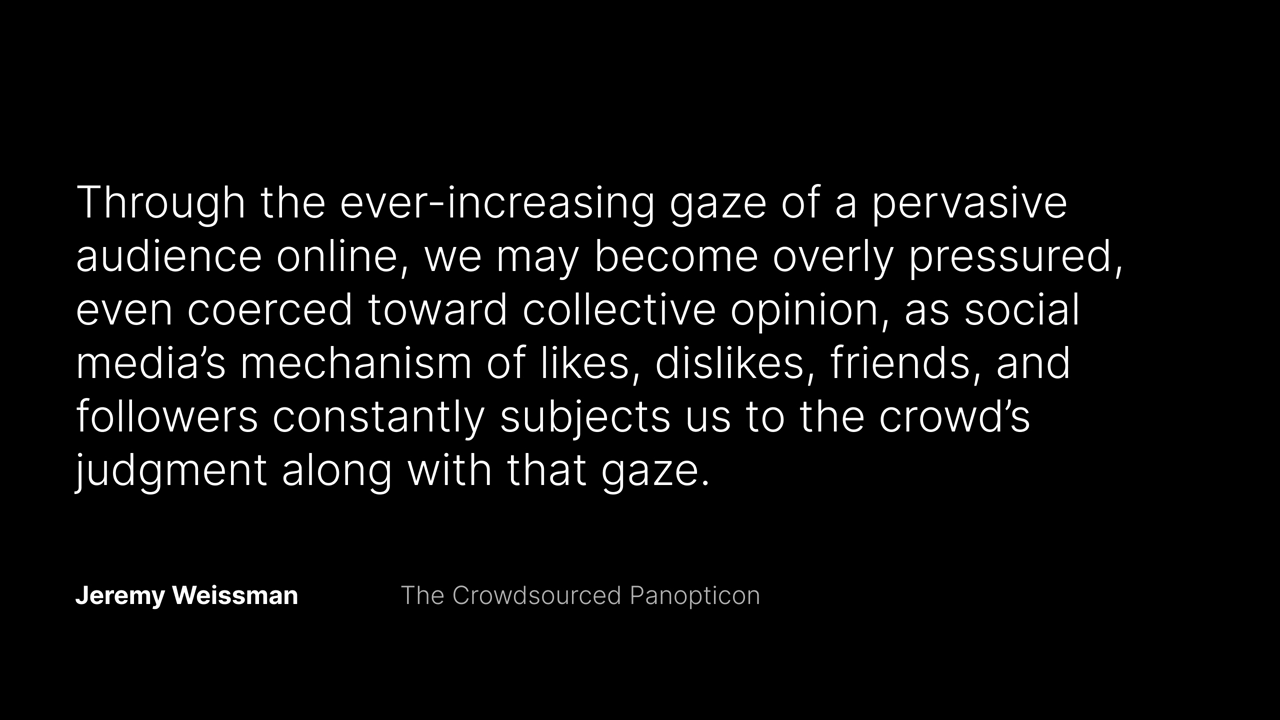 Through the ever-increasing gaze of a pervasive
audience online, we may become overly pressured,
even coerced toward collective opinion, as social
media’s mechanism of likes, dislikes, friends, and
followers constantly subjects us to the crowd’s
judgment along with that gaze.
Jeremy Weissman The Crowdsourced Panopticon